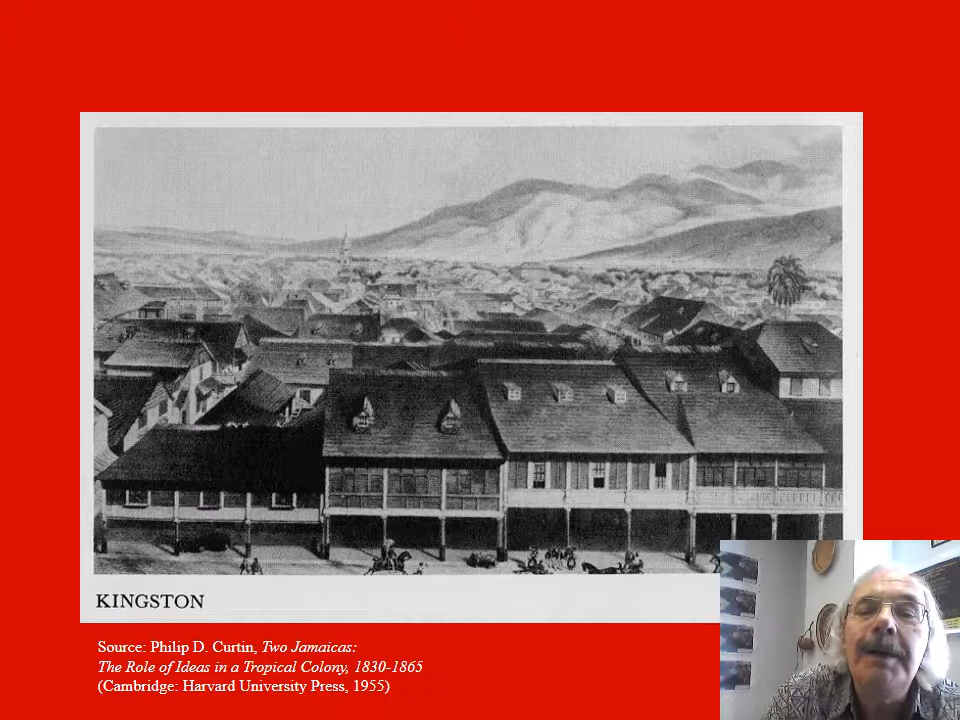 KINGSTON
Source: Philip D. Curtin, Two Jamaicas:
The Role of Ideas in a Tropical Colony, 1830-1865
(Cambridge: Harvard University Press, 1955)